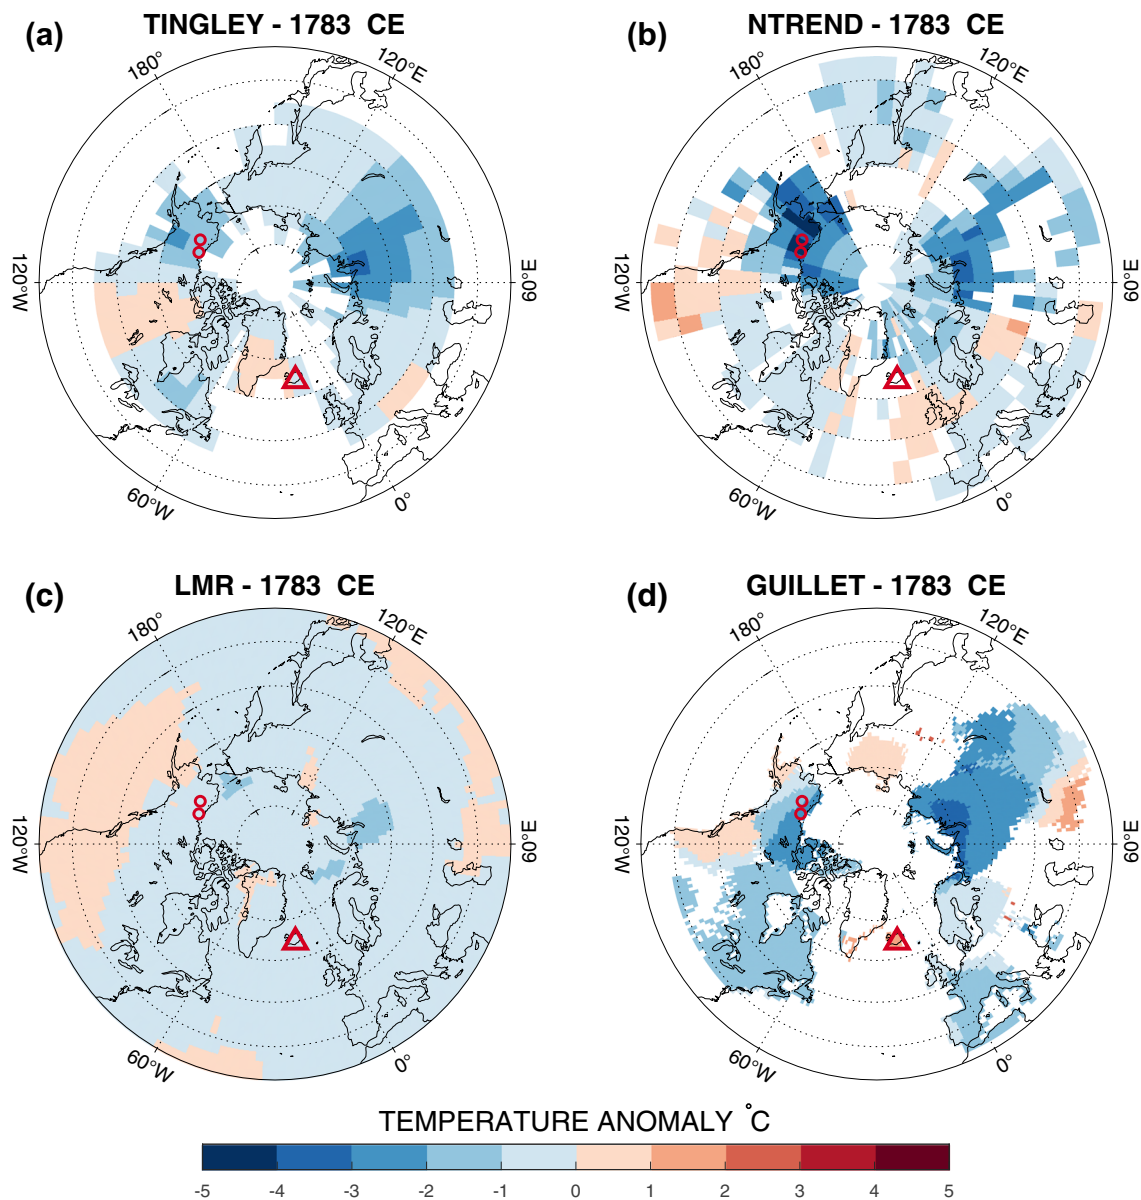 (a) TINGLEY - 1783 CE
180°
120°E
120°W
60°E
60°W
0°
(b) NTREND - 1783 CE
180°
120°E
120°W
60°E
60°W
0°
(c) LMR - 1783 CE
180°
120°E
120°W
60°E
60°W
0°
(d) GUILLET - 1783 CE
180°
120°E
120°W
60°E
60°W
0°
TEMPERATURE ANOMALY °C
-5 -4 -3 -2 -1 0 1 2 3 4 5